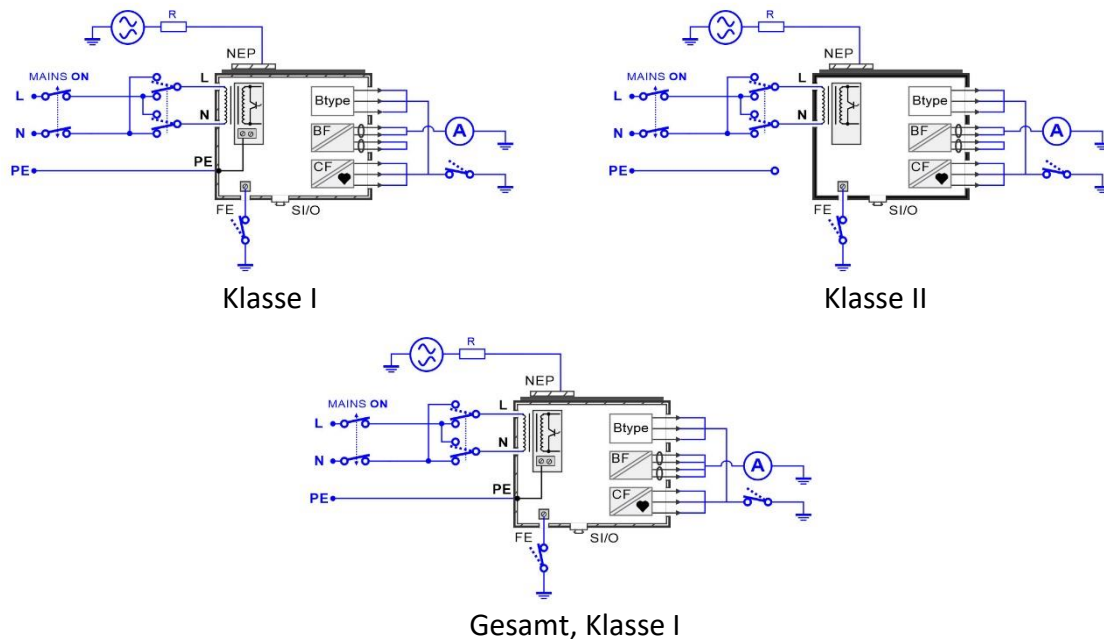 R
NEP
MAINS ON
L
L
N
N
PE
PE
Btype
BF
CF
A
FE
SI/O
Klasse I
R
NEP
MAINS ON
L
L
N
N
PE
Btype
BF
CF
A
FE
SI/O
Klasse II
R
NEP
MAINS ON
L
L
N
N
PE
PE
Btype
BF
CF
A
FE
SI/O
Gesamt, Klasse I